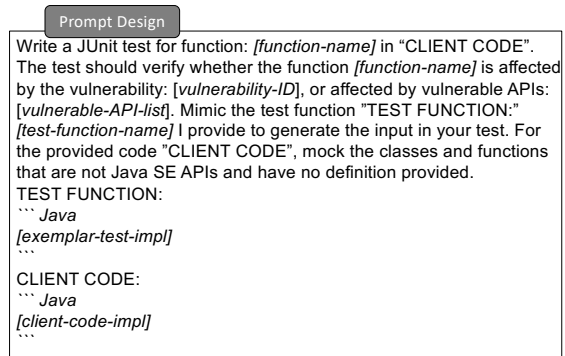 Prompt Design
Write a JUnit test for function: [function-name] in “CLIENT CODE”.
The test should verify whether the function [function-name] is affected
by the vulnerability: [vulnerability-ID], or affected by vulnerable APIs:
[vulnerable-API-list]. Mimic the test function ”TEST FUNCTION:”
[test-function-name] I provide to generate the input in your test. For
the provided code ”CLIENT CODE”, mock the classes and functions
that are not Java SE APIs and have no definition provided.
TEST FUNCTION:
``` Java
[exemplar-test-impl]
```
CLIENT CODE:
``` Java
[client-code-impl]
```